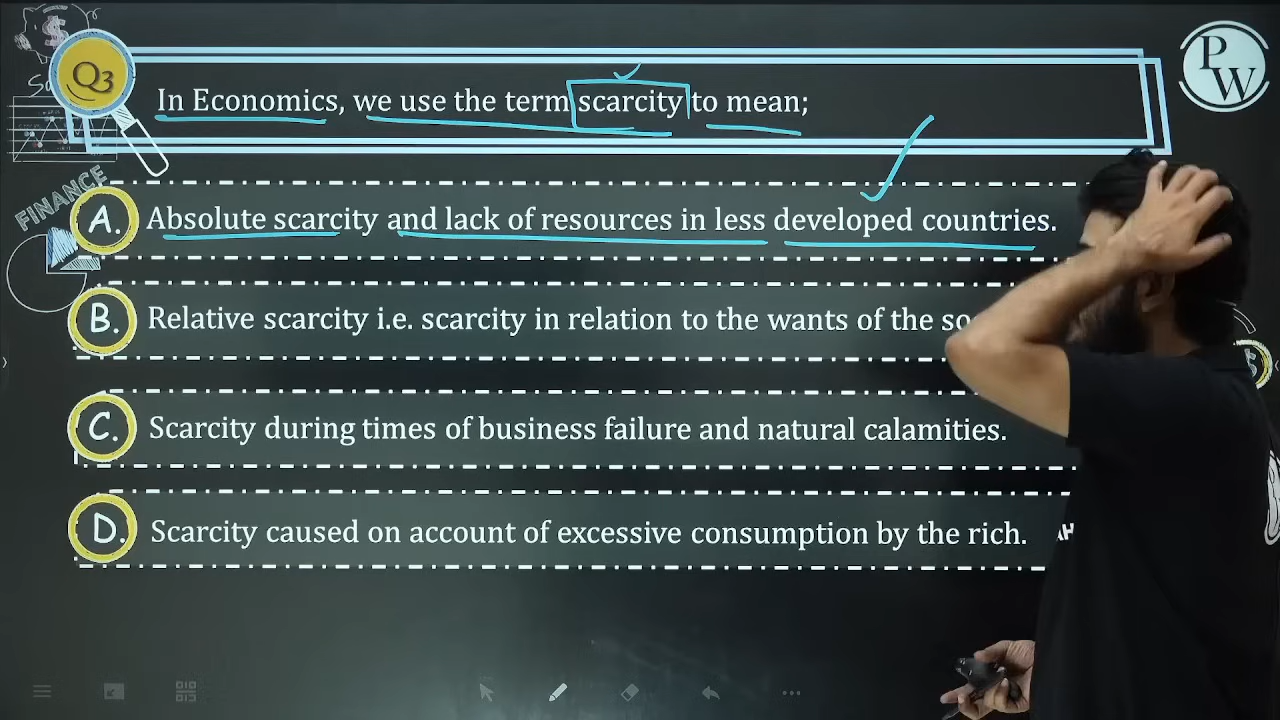 Q3
In Economics, we use the term scarcity to mean;
P
W
FINANCE
A. Absolute scarcity and lack of resources in less developed countries.
B. Relative scarcity i.e. scarcity in relation to the wants of the
C. Scarcity during times of business failure and natural calamities.
D. Scarcity caused on account of excessive consumption by the rich.